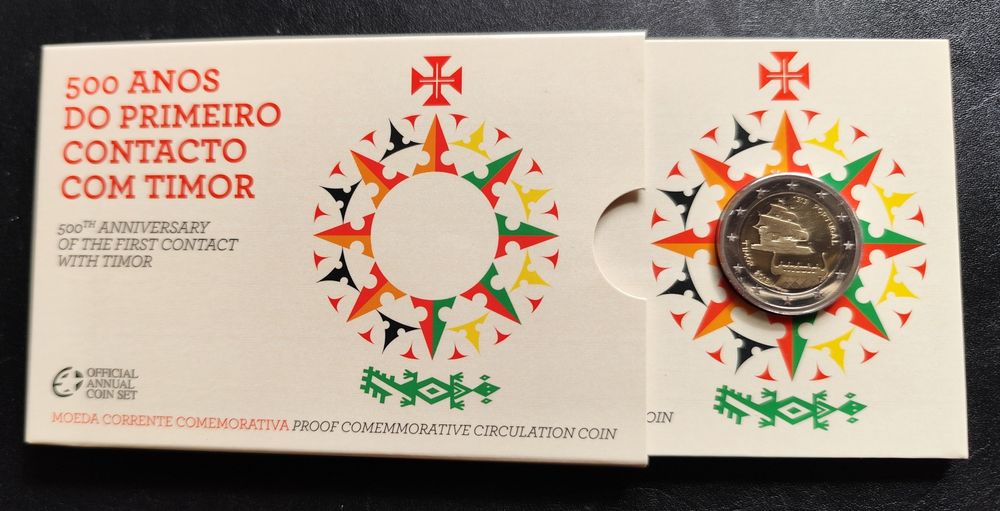 500 ANOS
DO PRIMEIRO
CONTACTO
COM TIMOR
500TH ANNIVERSARY
OF THE FIRST CONTACT
WITH TIMOR
OFFICIAL
ANNUAL
COIN SET
MOEDA CORRENTE COMEMORATIVA PROOF COMEMMORATIVE CIRCULATION COIN
OIN
PORTUGAL
TIMOR